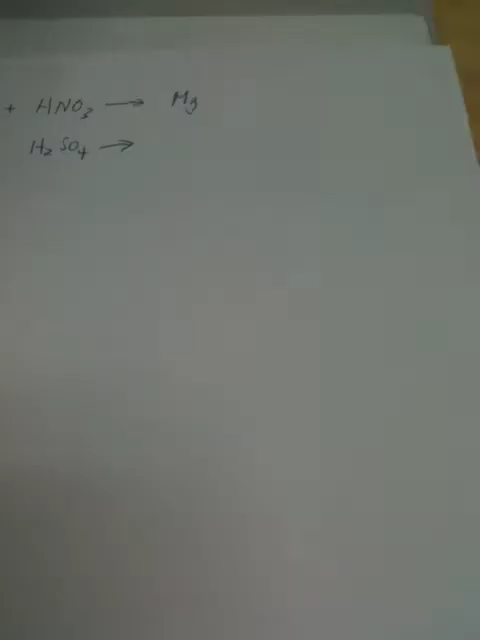 + HNO₃ → Mg
H₂SO₄ →